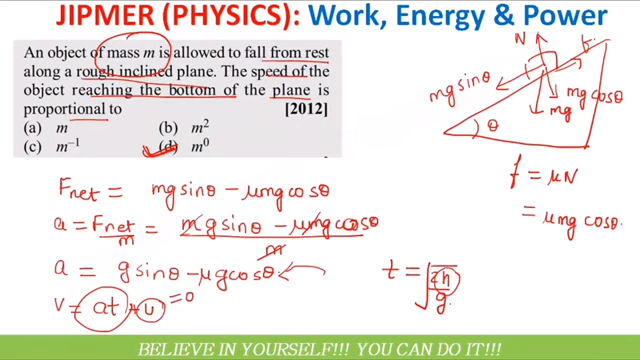 JIPMER (PHYSICS): Work, Energy & Power
An object of mass m is allowed to fall from rest
along a rough inclined plane. The speed of the
object reaching the bottom of the plane is
proportional to [2012]
(a) m (b) m²
(c) m⁻¹ (d) m⁰
N
f
mg sinθ
mg cosθ
mg
θ
f = μN
= μmg cosθ.
Fnet = mg sinθ - μmg cosθ
a = Fnet/m = mg sinθ - μmg cosθ / m
a = g sinθ - μg cosθ
v = at + u =0
t = √2h/g
BELIEVE IN YOURSELF!!! YOU CAN DO IT!!!